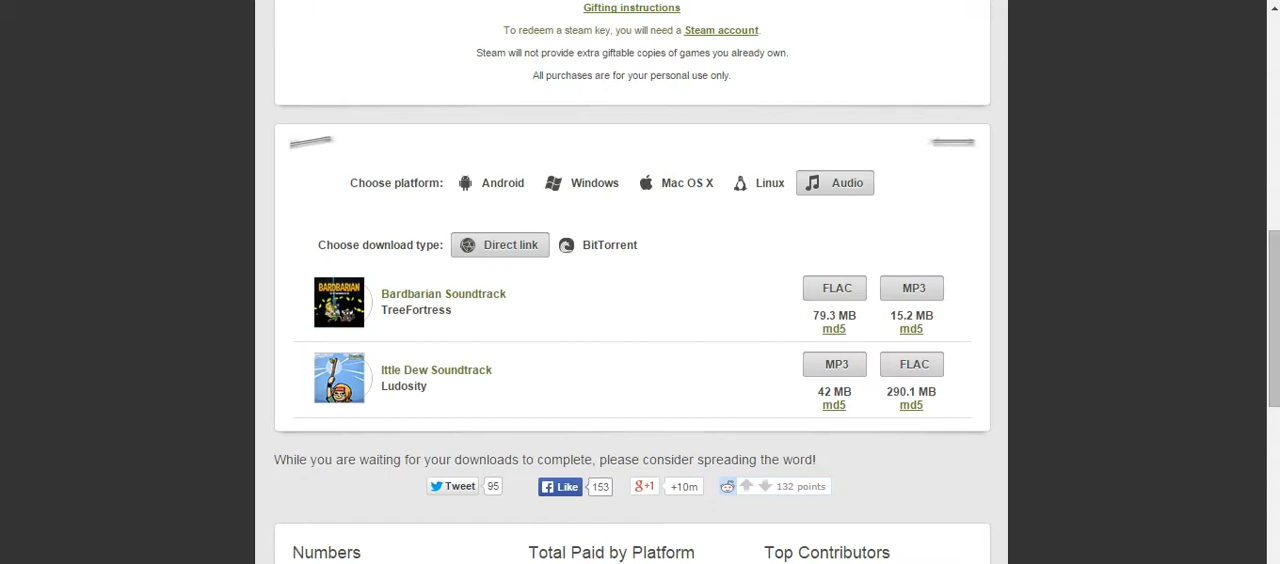 Gifting instructions
To redeem a steam key, you will need a Steam account.
Steam will not provide extra giftable copies of games you already own.
All purchases are for your personal use only.
Choose platform: Android Windows Mac OS X Linux Audio
Choose download type: Direct link BitTorrent
BARDBARIAN
Bardbarian Soundtrack
TreeFortress
FLAC MP3
79.3 MB 15.2 MB
md5 md5
Ittle Dew Soundtrack
Ludosity
MP3 FLAC
42 MB 290.1 MB
md5 md5
While you are waiting for your downloads to complete, please consider spreading the word!
Tweet 95 Like 153 g+1 +10m 132 points
Numbers Total Paid by Platform Top Contributors